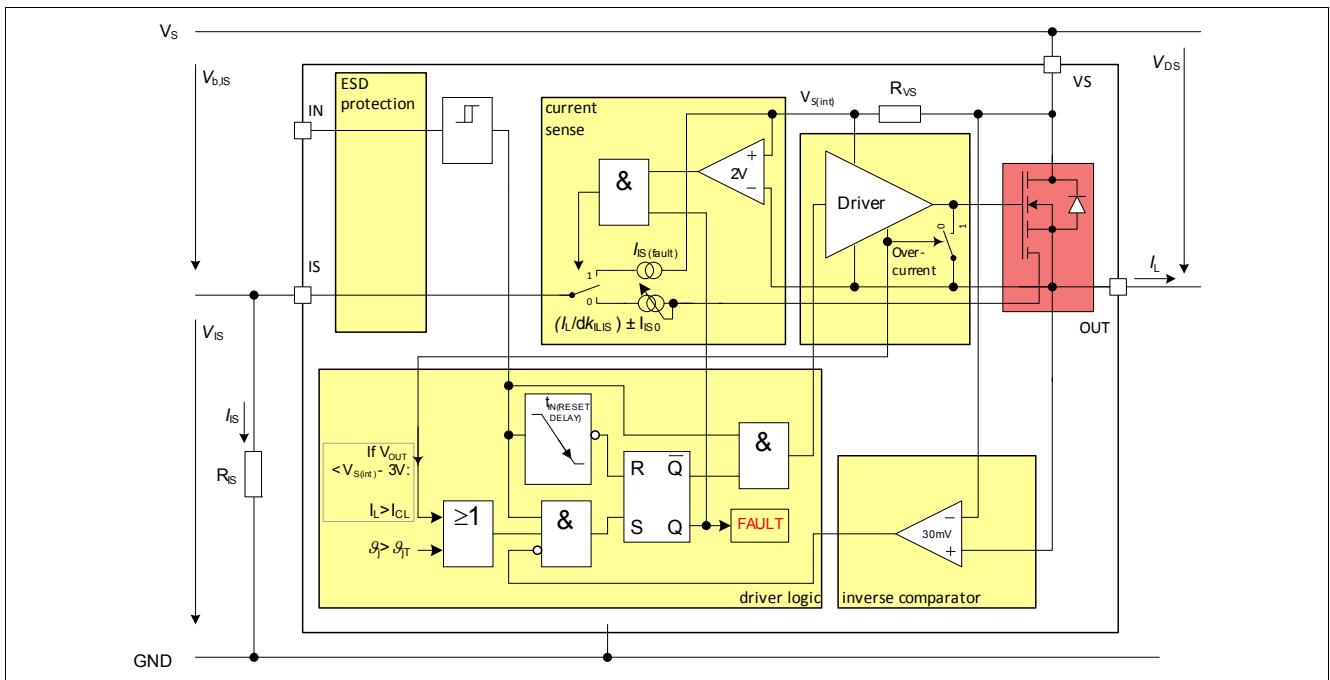 VS
Vb,IS
VDS
ESD
protection
VS
IN
RVS
VS(int)
current
sense
+
2V
−
&
Driver
0
1
Over-
current
IS
IIS(fault)
1
0
(IL/dkILIS) ± IIS0
IL
OUT
VIS
tIN(RESET
DELAY)
&
IIS
RIS
If VOUT
< VS(int) - 3V:
R
Q
IL>ICL
≥1
&
S
Q
FAULT
−
30mV
+
ϑj> ϑjT
driver logic
inverse comparator
GND